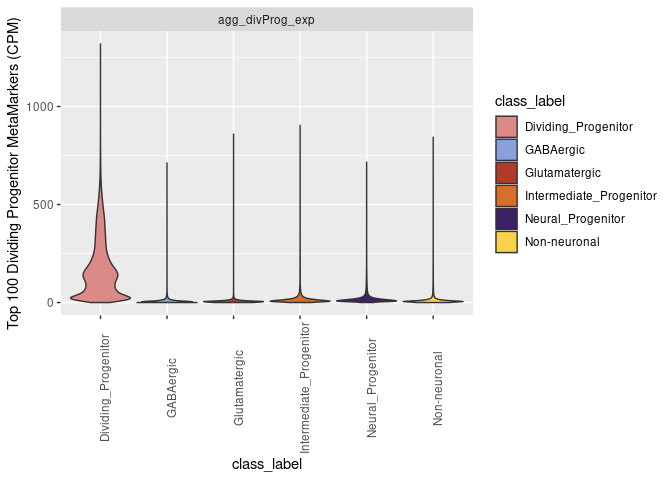 agg_divProg_exp
Top 100 Dividing Progenitor MetaMarkers (CPM)
1000
500
0
Dividing_Progenitor
GABAergic
Glutamatergic
Intermediate_Progenitor
Neural_Progenitor
Non-neuronal
class_label
class_label
Dividing_Progenitor
GABAergic
Glutamatergic
Intermediate_Progenitor
Neural_Progenitor
Non-neuronal